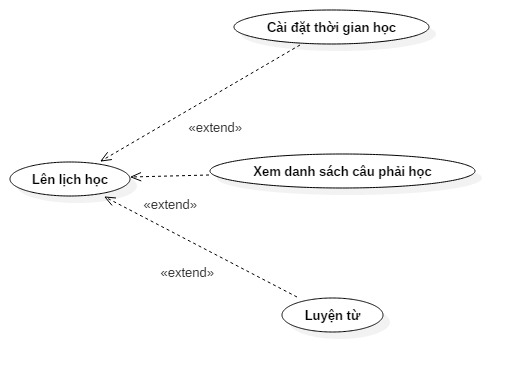 Cài đặt thời gian học
«extend»
Xem danh sách câu phải học
Lên lịch học
«extend»
«extend»
Luyện từ